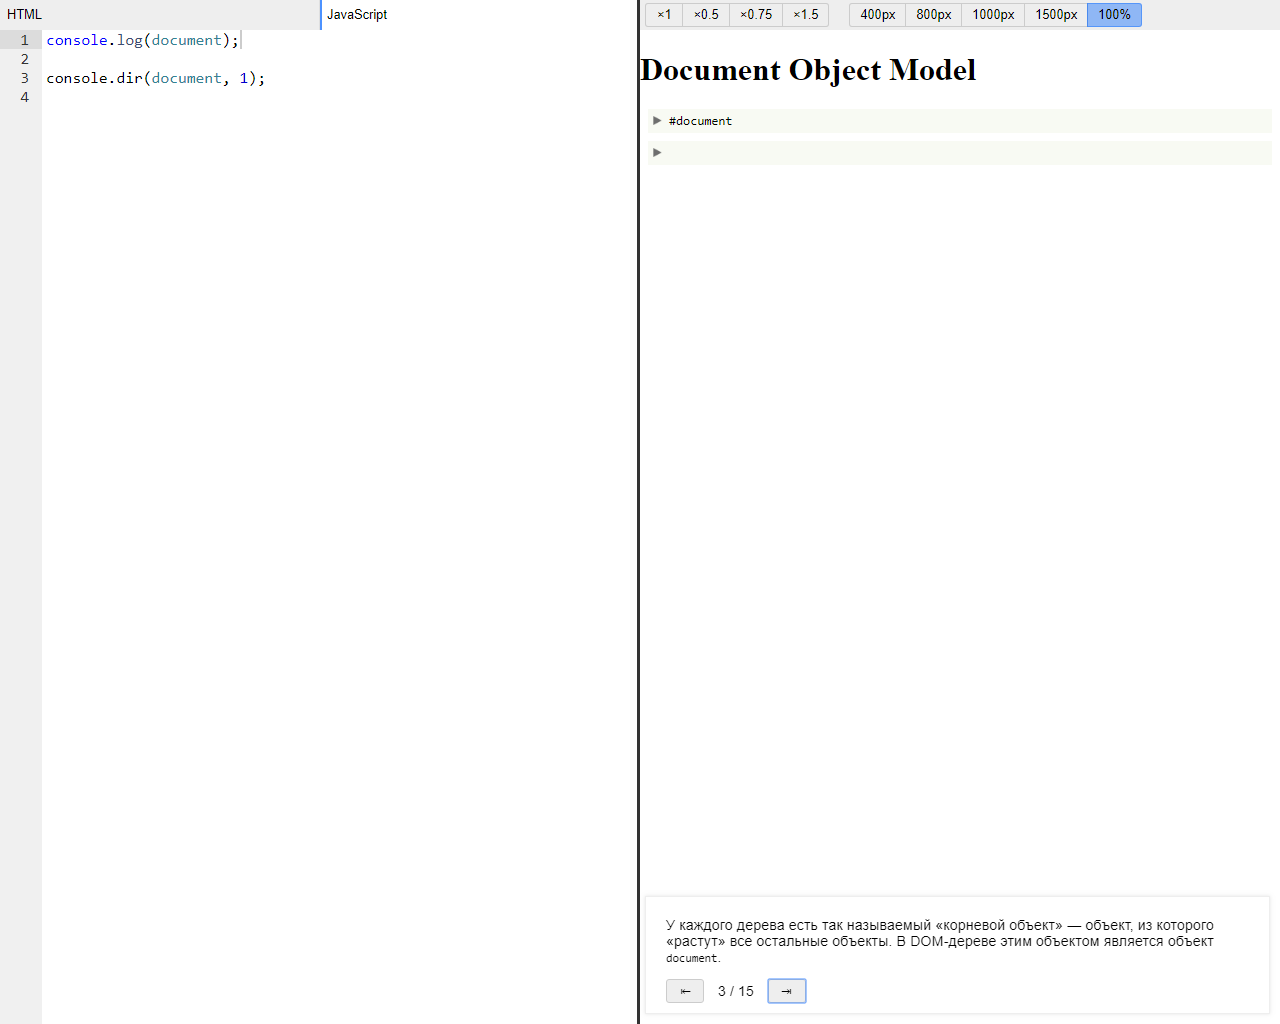 HTML
JavaScript
×1 ×0.5 ×0.75 ×1.5 400px 800px 1000px 1500px 100%
1 console.log(document);
2
3 console.dir(document, 1);
4
Document Object Model
▶ #document
▶
У каждого дерева есть так называемый «корневой объект» — объект, из которого
«растут» все остальные объекты. В DOM-дереве этим объектом является объект
document.
⇤ 3 / 15 ⇥